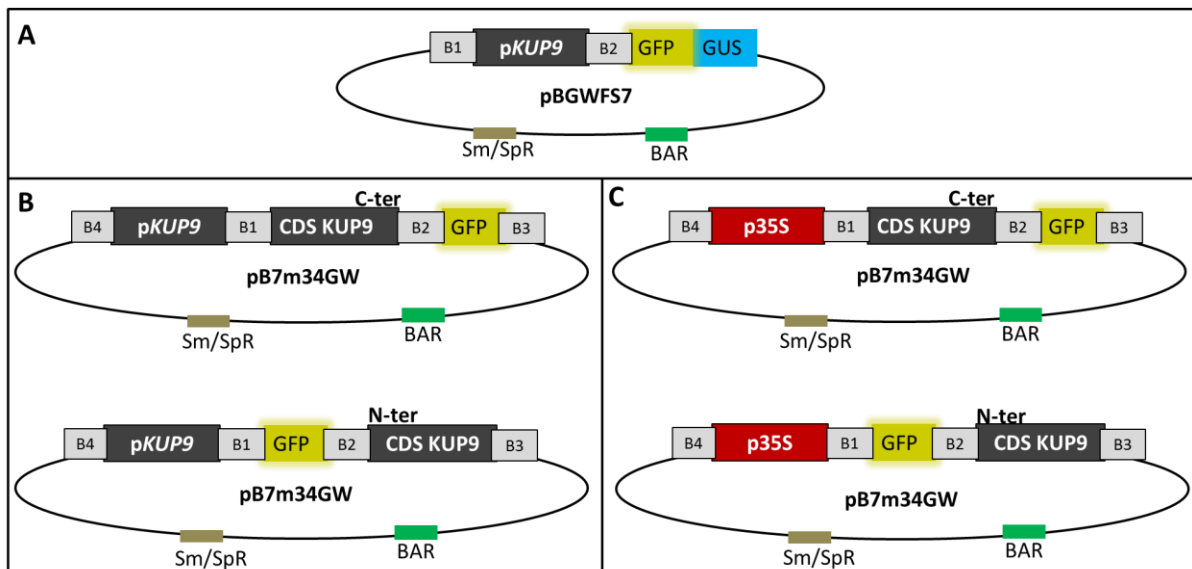 A
B1 pKUP9 B2 GFP GUS
pBGWFS7
Sm/SpR BAR
B
C-ter
B4 pKUP9 B1 CDS KUP9 B2 GFP B3
pB7m34GW
Sm/SpR BAR
N-ter
B4 pKUP9 B1 GFP B2 CDS KUP9 B3
pB7m34GW
Sm/SpR BAR
C
C-ter
B4 p35S B1 CDS KUP9 B2 GFP B3
pB7m34GW
Sm/SpR BAR
N-ter
B4 p35S B1 GFP B2 CDS KUP9 B3
pB7m34GW
Sm/SpR BAR